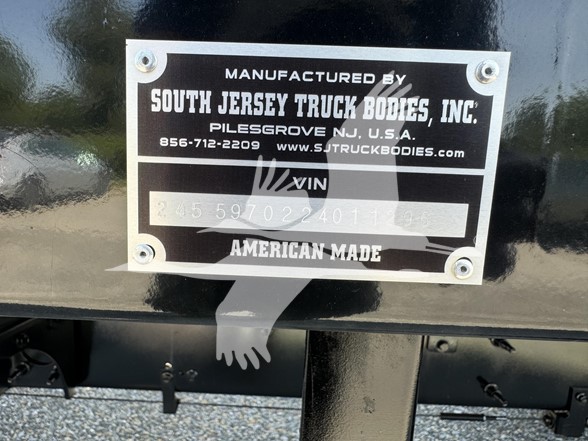 MANUFACTURED BY
SOUTH JERSEY TRUCK BODIES, INC.
PILESGROVE NJ, U.S.A.
856-712-2209 www.SJTRUCKBODIES.com
VIN
AMERICAN MADE